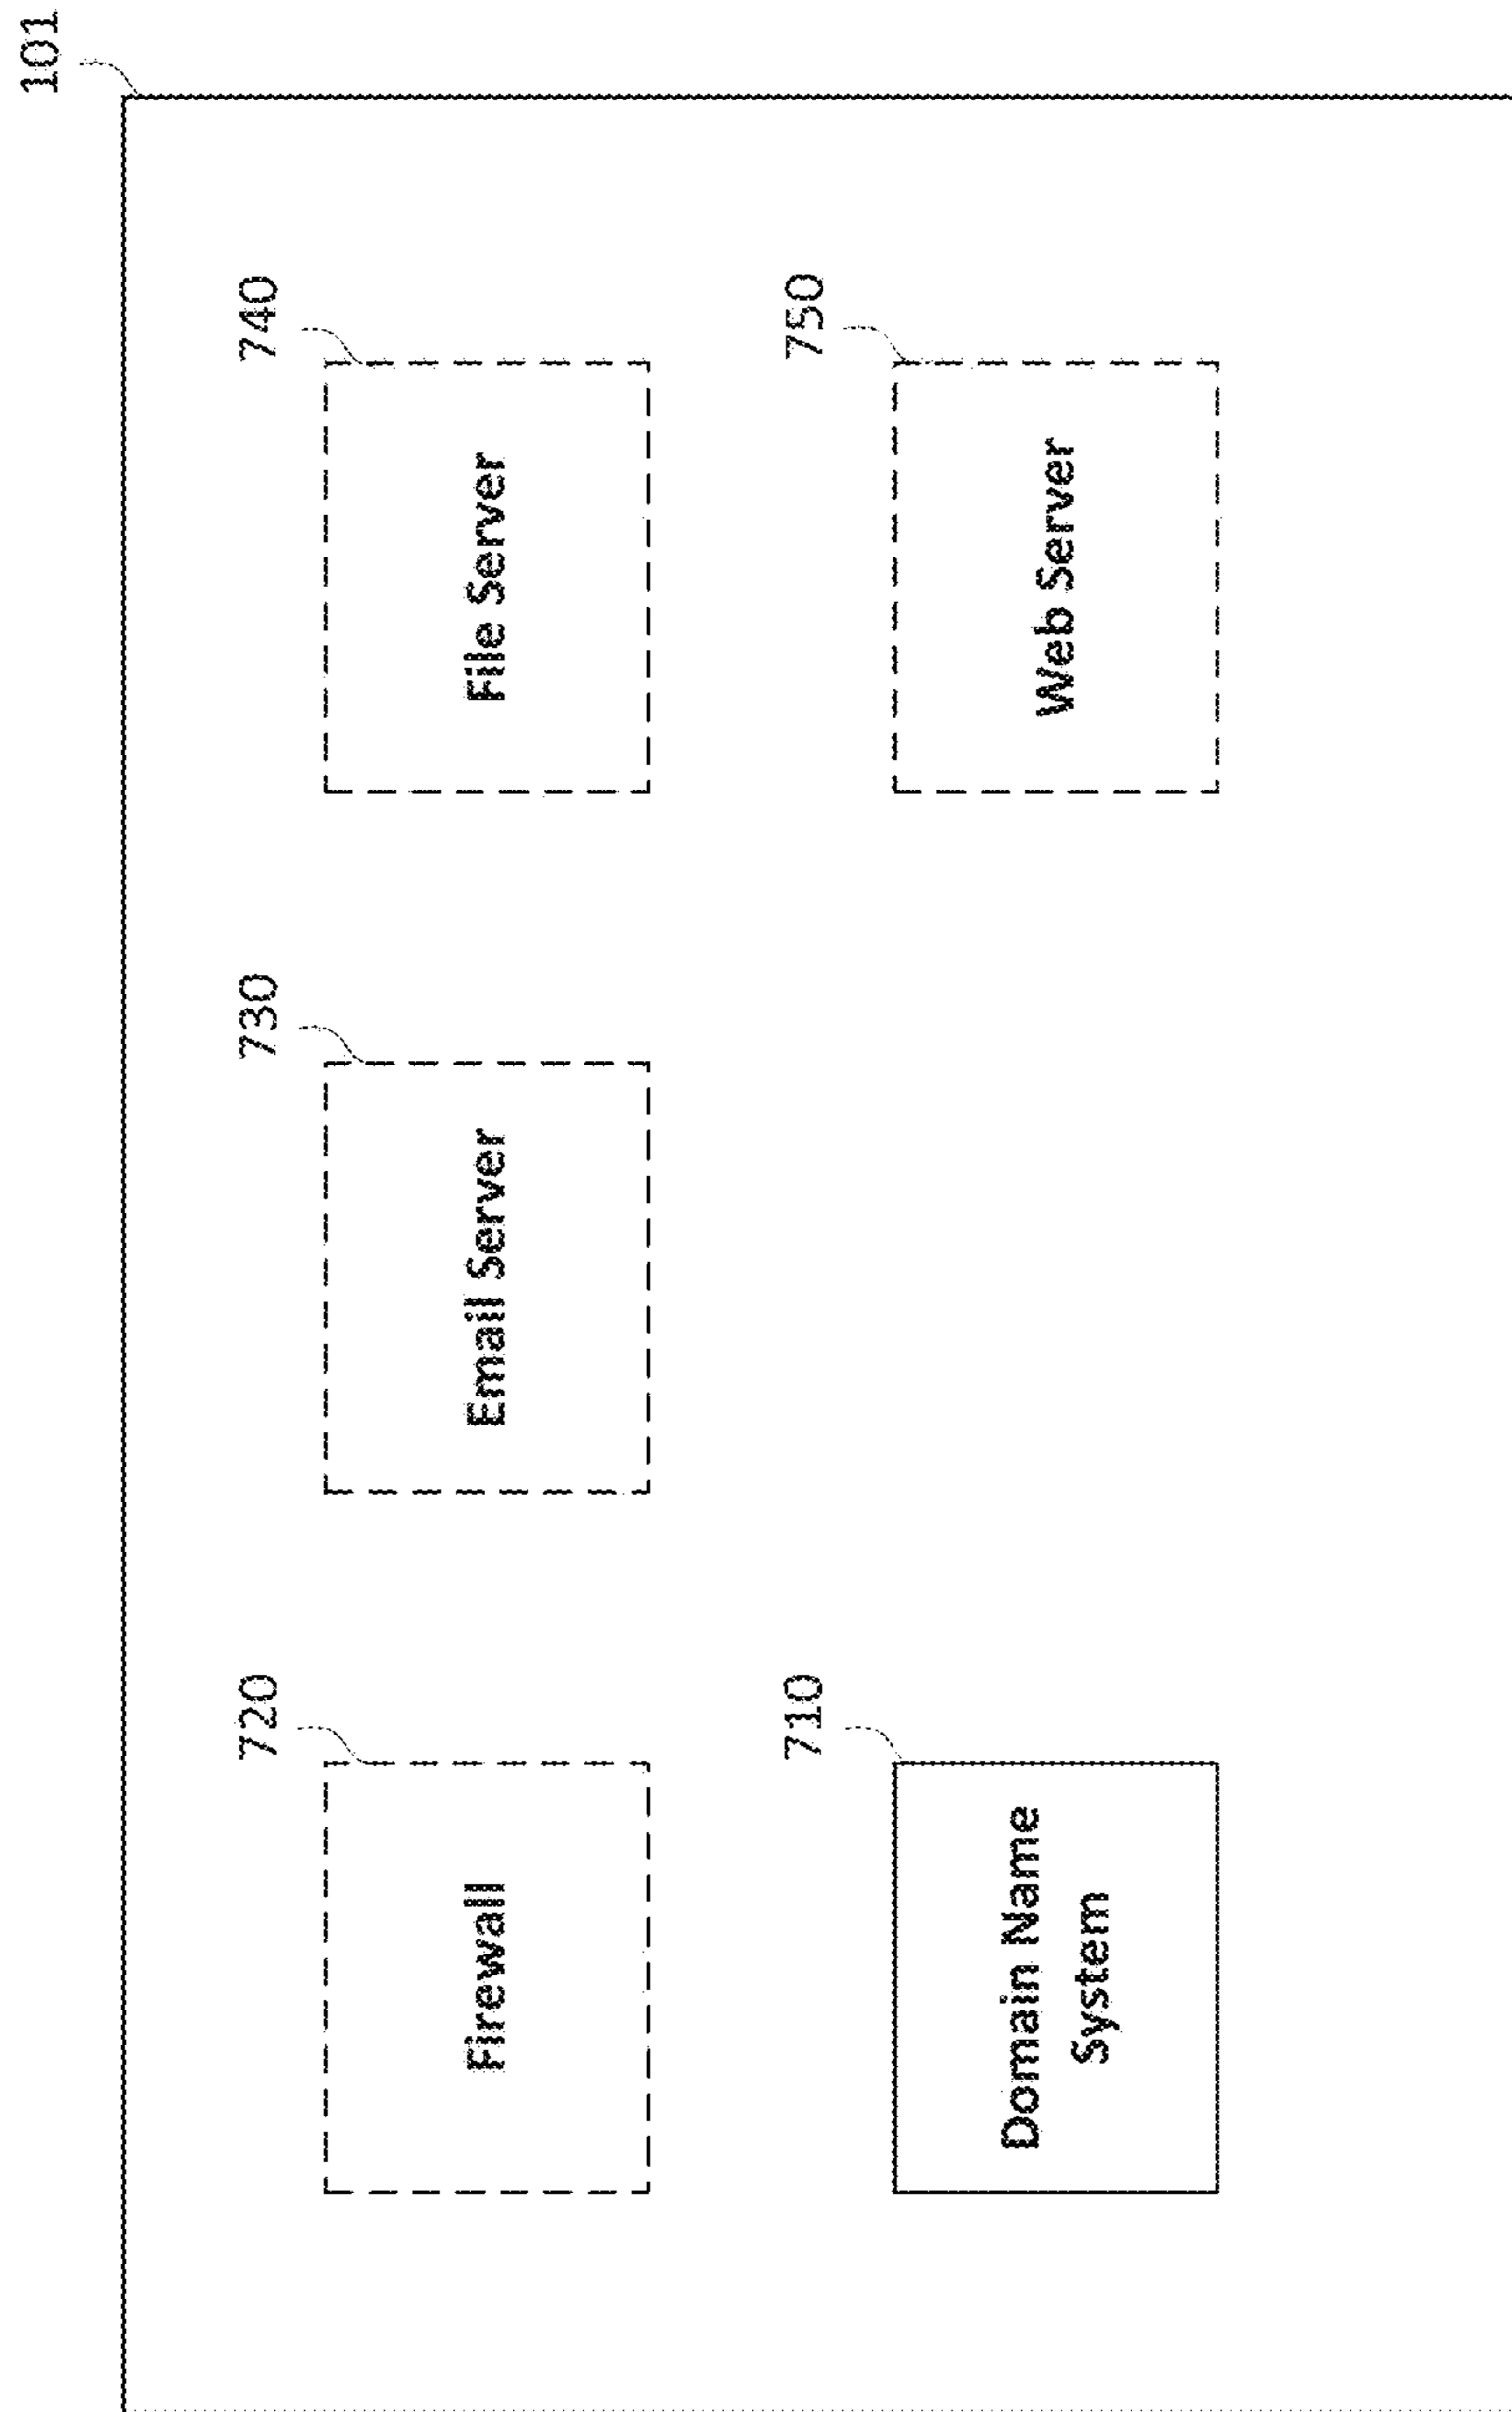 101
720
730
740
Firewall
Email Server
File Server
710
750
Domain Name
System
Web Server